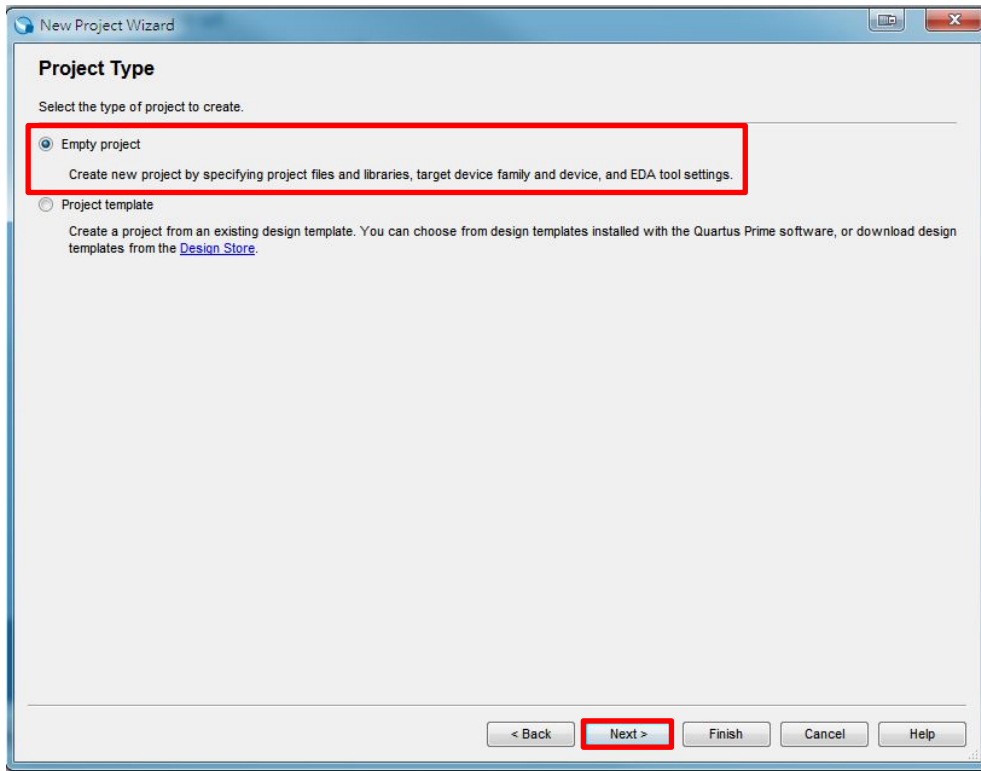 New Project Wizard
Project Type
Select the type of project to create.
Empty project
Create new project by specifying project files and libraries, target device family and device, and EDA tool settings.
Project template
Create a project from an existing design template. You can choose from design templates installed with the Quartus Prime software, or download design
templates from the Design Store.
< Back Next > Finish Cancel Help